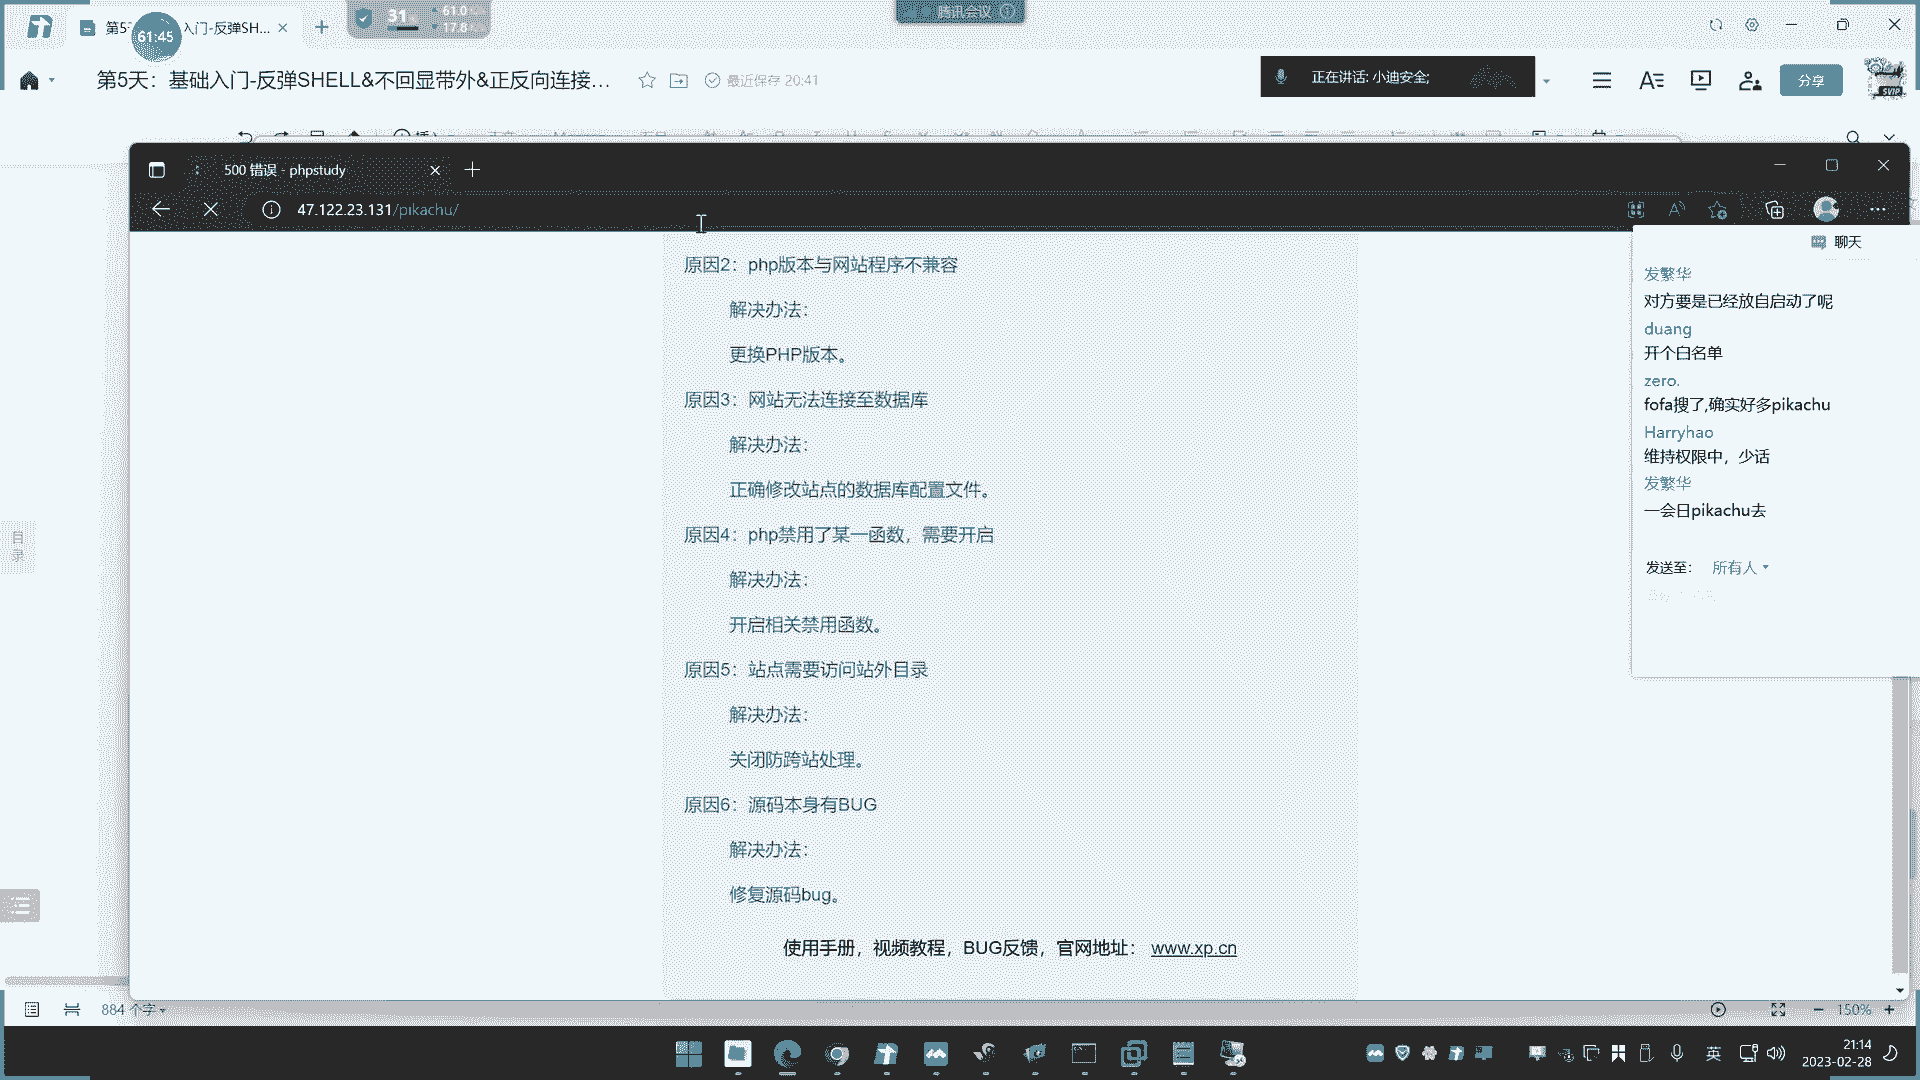 第5
61:45
入门-反弹SH...
31
61.0
17.8
腾讯会议
第5天：基础入门-反弹SHELL&不回显带外&正反向连接...
最近保存 20:41
正在讲话: 小迪安全;
分享
SVIP
500 错误 - phpstudy
47.122.23.131/pikachu/
原因2：php版本与网站程序不兼容
解决办法：
更换PHP版本。
原因3：网站无法连接至数据库
解决办法：
正确修改站点的数据库配置文件。
原因4：php禁用了某一函数，需要开启
解决办法：
开启相关禁用函数。
原因5：站点需要访问站外目录
解决办法：
关闭防跨站处理。
原因6：源码本身有BUG
解决办法：
修复源码bug。
使用手册，视频教程，BUG反馈，官网地址： www.xp.cn
聊天
发繁华
对方要是已经放自启动了呢
duang
开个白名单
zero.
fofa搜了,确实好多pikachu
Harryhao
维持权限中，少话
发繁华
一会日pikachu去
发送至： 所有人
目录
884 个字
150%
英
21:14
2023-02-28